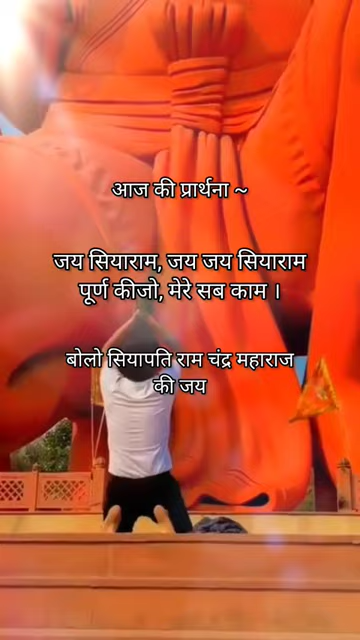 आज की प्रार्थना ~
जय सियाराम, जय जय सियाराम
पूर्ण कीजो, मेरे सब काम ।
बोलो सियापति राम चंद्र महाराज
की जय